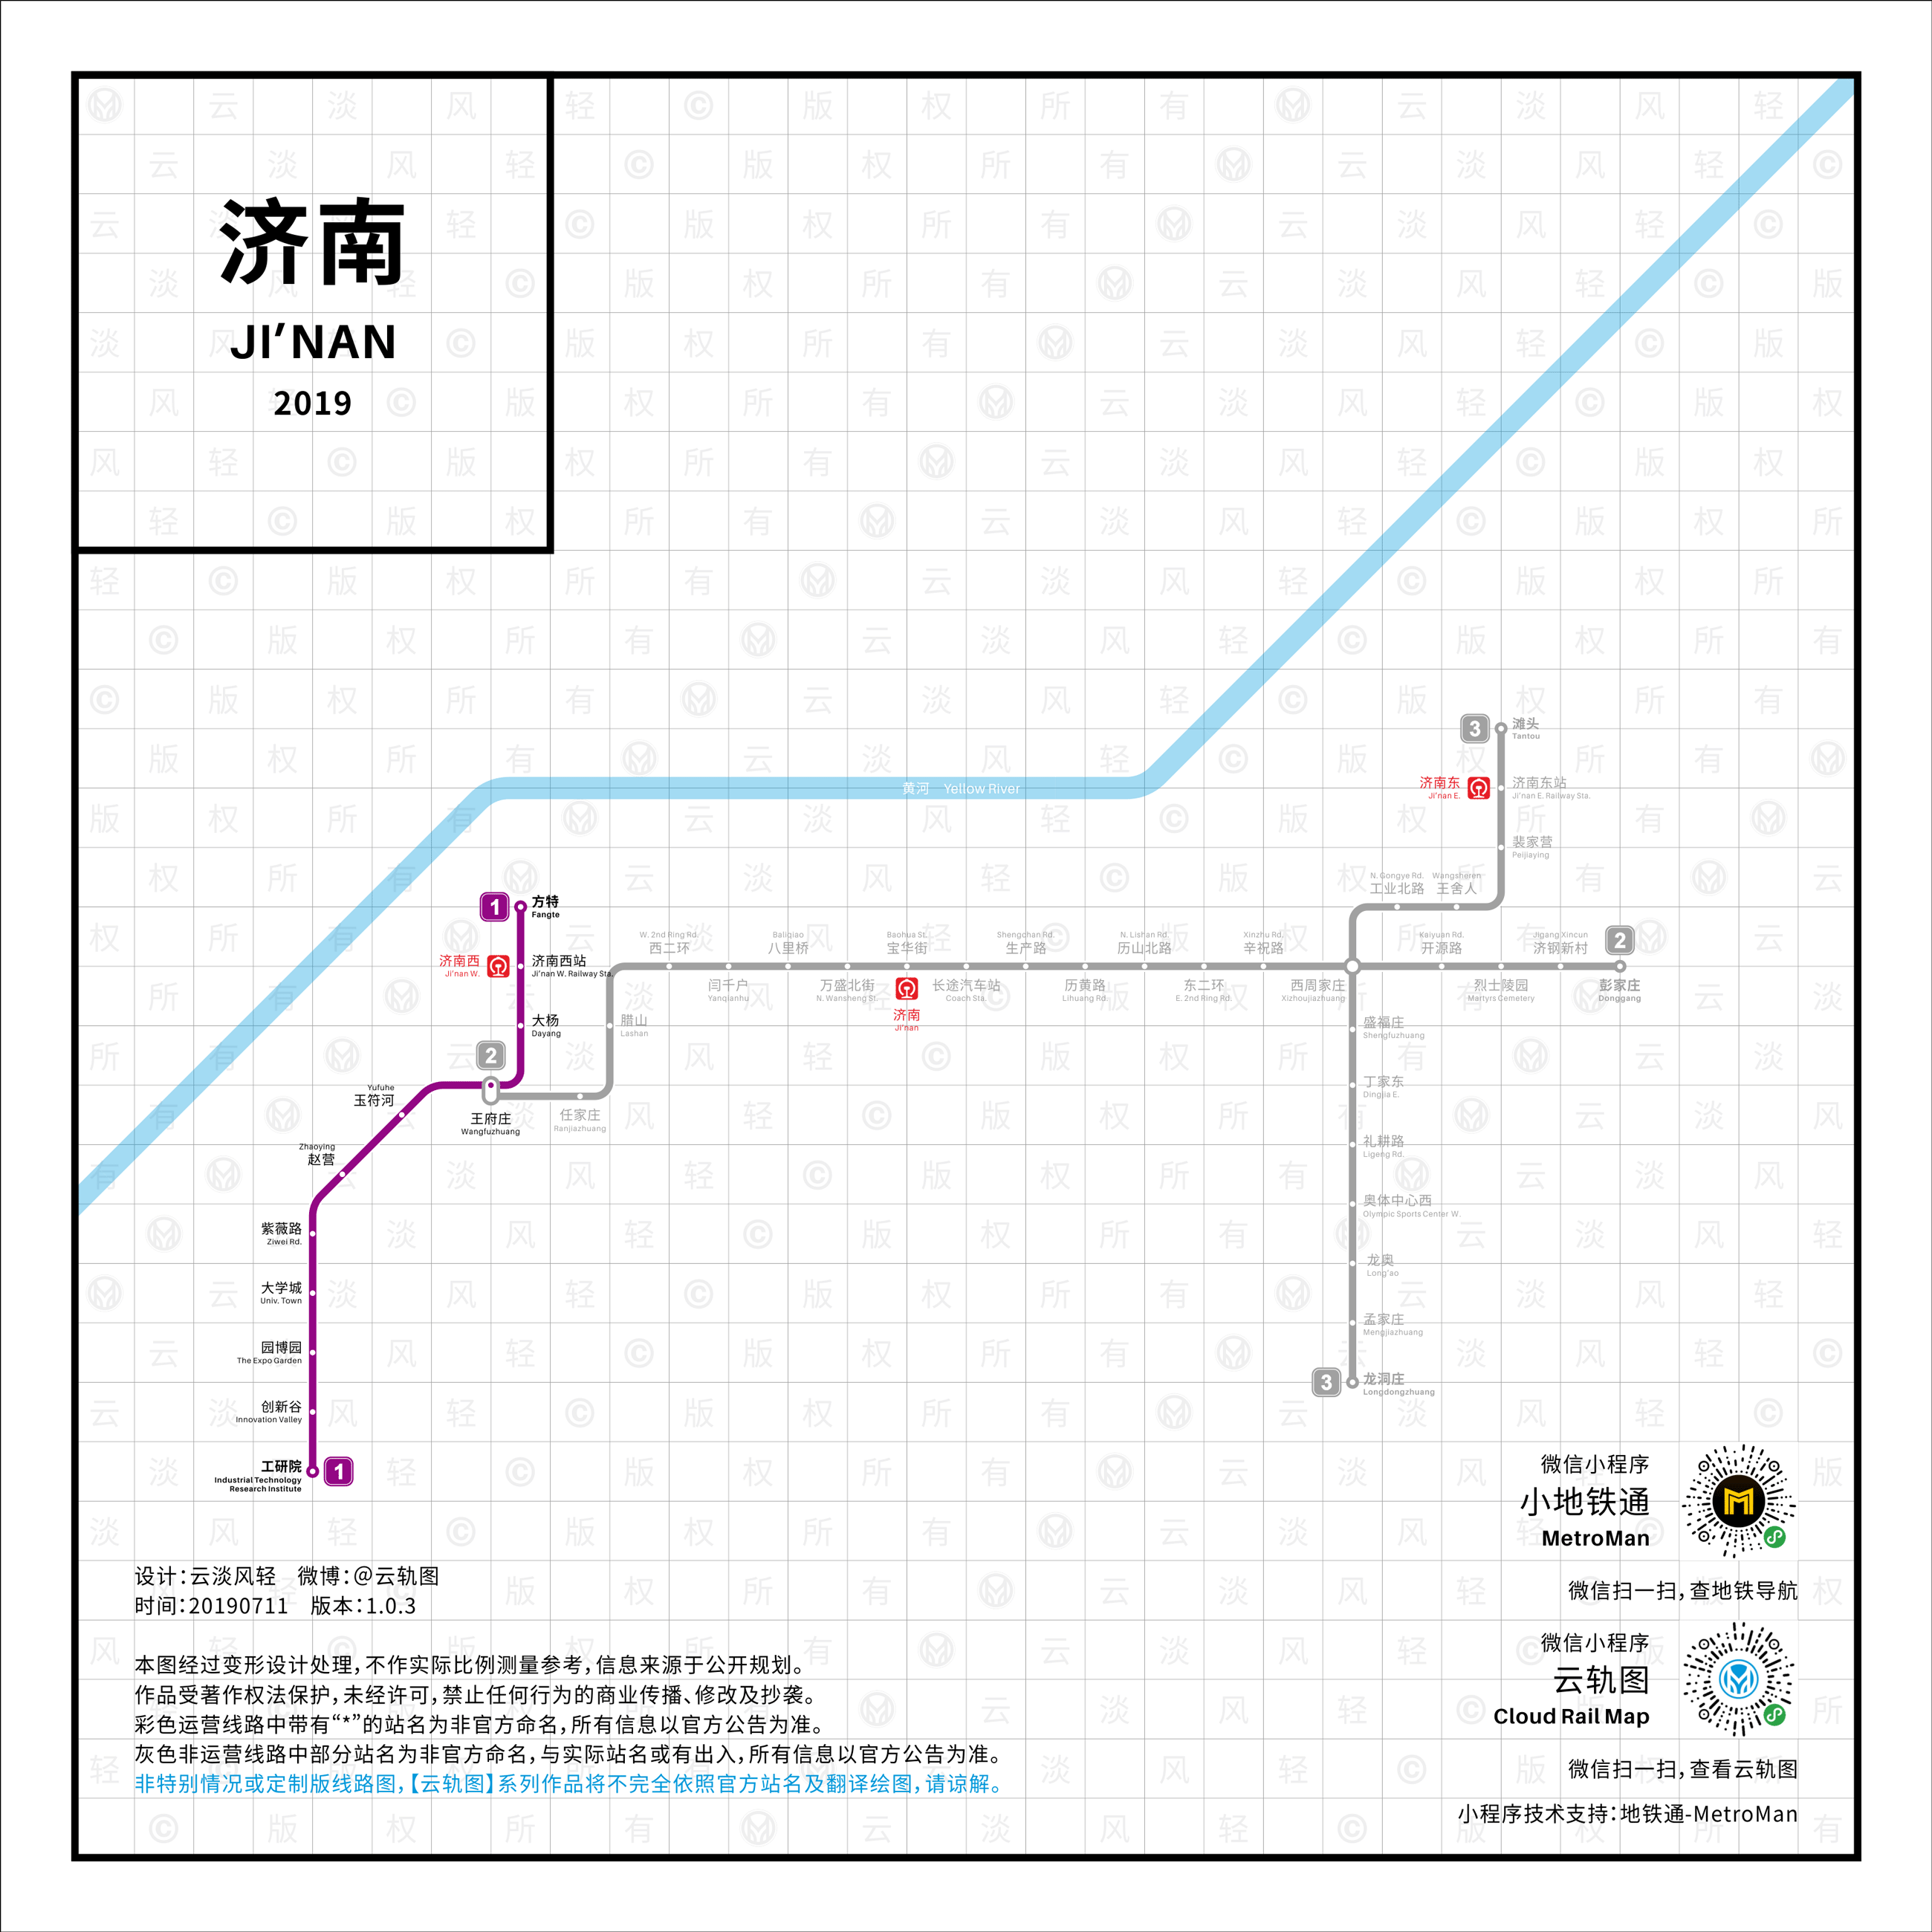 济南
JI’NAN
2019
黄河 Yellow River
3
滩头
Tantou
济南东
Ji’nan E.
济南东站
Ji’nan E. Railway Sta.
裴家营
Peijiaying
N. Gongye Rd.
工业北路
Wangsheren
王舍人
1
方特
Fangte
济南西
Ji’nan W.
济南西站
Ji’nan W. Railway Sta.
大杨
Dayang
2
王府庄
Wangfuzhuang
任家庄
Ranjiazhuang
腊山
Lashan
W. 2nd Ring Rd.
西二环
闫千户
Yanqianhu
Baliqiao
八里桥
万盛北街
N. Wansheng St.
Baohua St.
宝华街
济南
Ji’nan
长途汽车站
Coach Sta.
Shengchan Rd.
生产路
历黄路
Lihuang Rd.
N. Lishan Rd.
历山北路
东二环
E. 2nd Ring Rd.
Xinzhu Rd.
辛祝路
西周家庄
Xizhoujiazhuang
Kaiyuan Rd.
开源路
烈士陵园
Martyrs Cemetery
Jigang Xincun
济钢新村
2
彭家庄
Donggang
盛福庄
Shengfuzhuang
丁家东
Dingjia E.
礼耕路
Ligeng Rd.
奥体中心西
Olympic Sports Center W.
龙奥
Long’ao
孟家庄
Mengjiazhuang
3
龙洞庄
Longdongzhuang
Yufuhe
玉符河
Zhaoying
赵营
紫薇路
Ziwei Rd.
大学城
Univ. Town
园博园
The Expo Garden
创新谷
Innovation Valley
工研院
Industrial Technology
Research Institute
1
设计：云淡风轻 微博：@云轨图
时间：20190711 版本：1.0.3
本图经过变形设计处理，不作实际比例测量参考，信息来源于公开规划。
作品受著作权法保护，未经许可，禁止任何行为的商业传播、修改及抄袭。
彩色运营线路中带有“*”的站名为非官方命名，所有信息以官方公告为准。
灰色非运营线路中部分站名为非官方命名，与实际站名或有出入，所有信息以官方公告为准。
非特别情况或定制版线路图，【云轨图】系列作品将不完全依照官方站名及翻译绘图，请谅解。
微信小程序
小地铁通
MetroMan
微信扫一扫，查地铁导航
微信小程序
云轨图
Cloud Rail Map
微信扫一扫，查看云轨图
小程序技术支持：地铁通-MetroMan
云淡风轻©版权所有